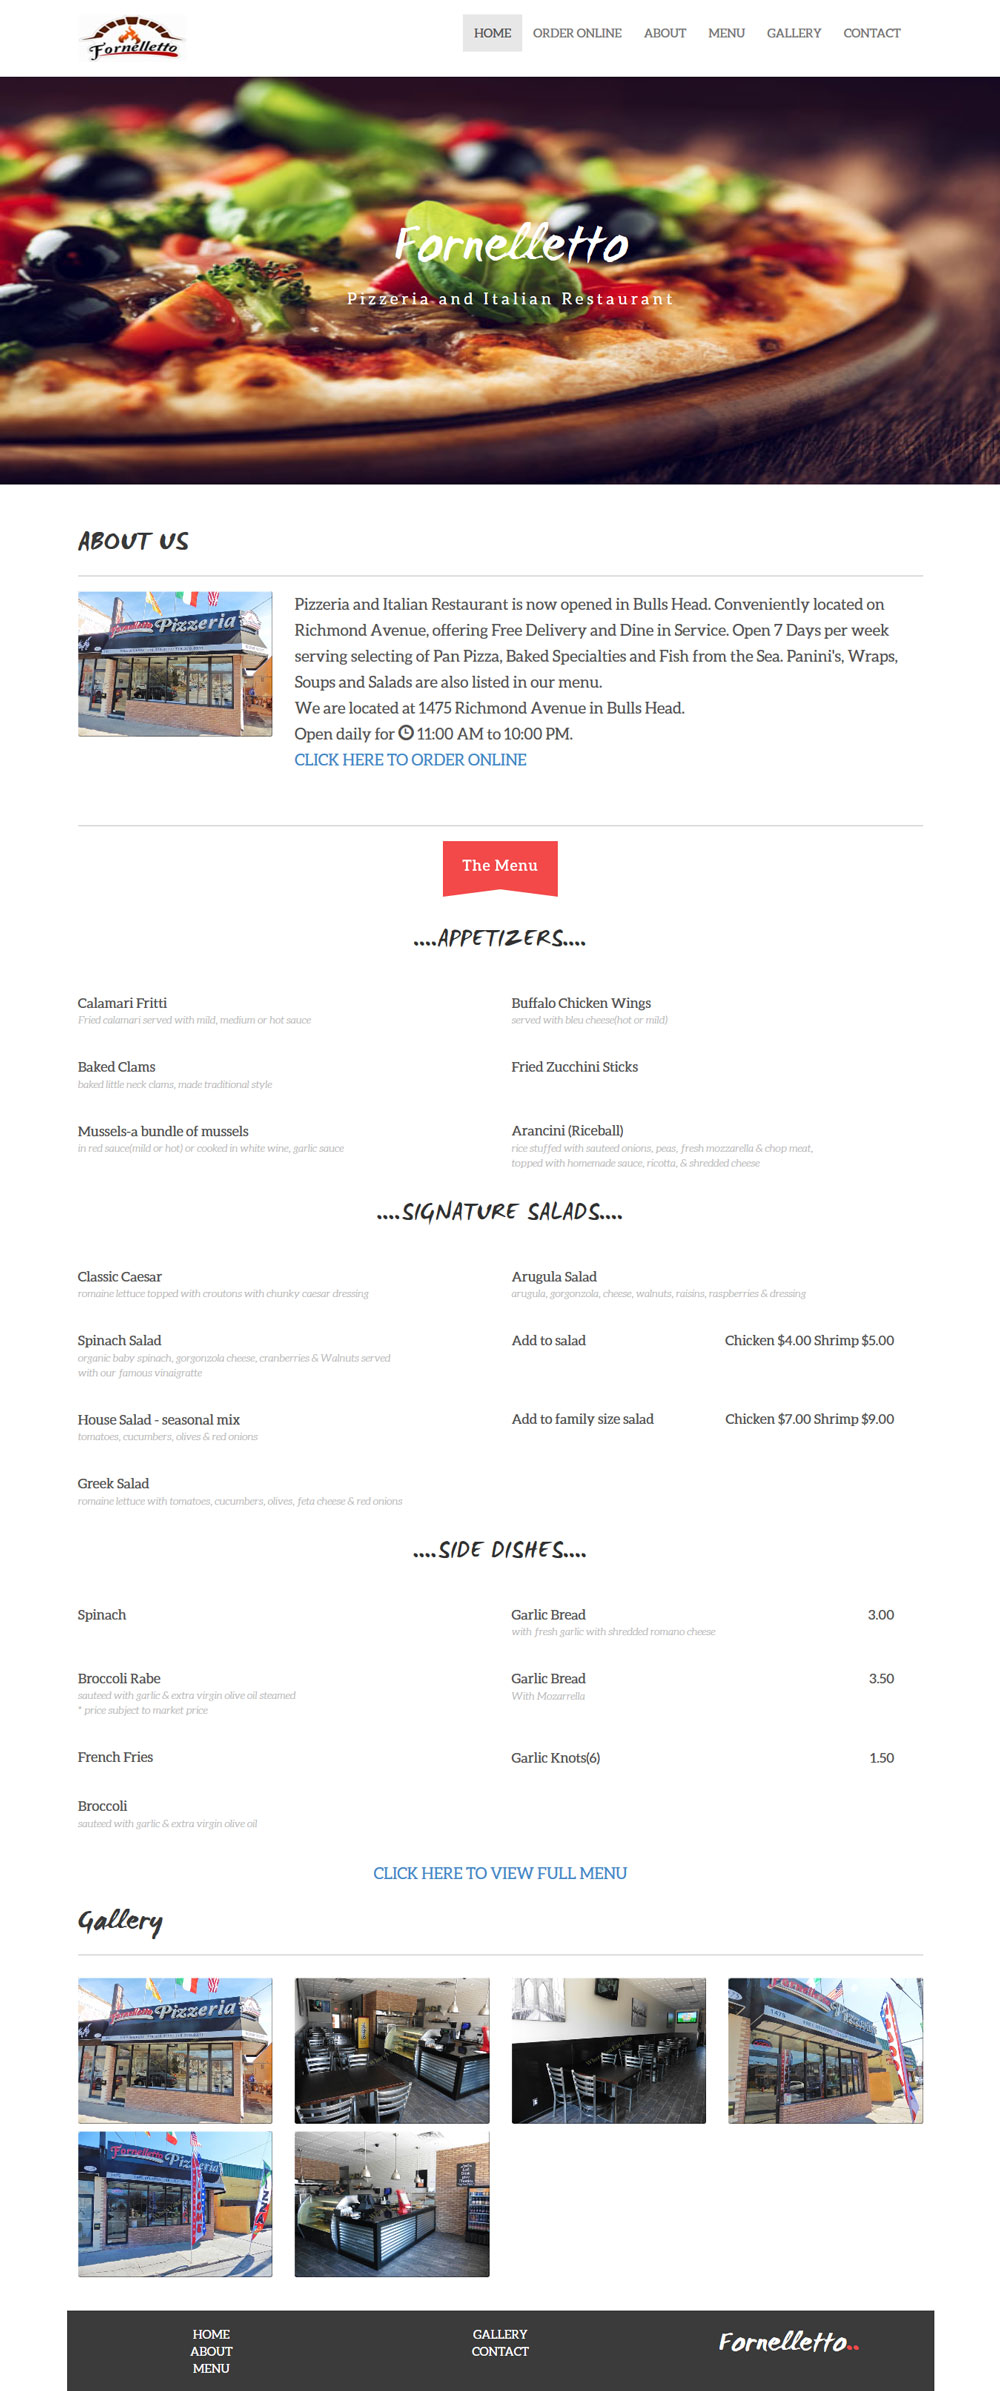 Fornelletto
HOME ORDER ONLINE ABOUT MENU GALLERY CONTACT
Fornelletto
Pizzeria and Italian Restaurant
ABOUT US
Fornelletto Pizzeria
Pizzeria and Italian Restaurant is now opened in Bulls Head. Conveniently located on
Richmond Avenue, offering Free Delivery and Dine in Service. Open 7 Days per week
serving selecting of Pan Pizza, Baked Specialties and Fish from the Sea. Panini's, Wraps,
Soups and Salads are also listed in our menu.
We are located at 1475 Richmond Avenue in Bulls Head.
Open daily for 11:00 AM to 10:00 PM.
CLICK HERE TO ORDER ONLINE
The Menu
....APPETIZERS....
Calamari Fritti
Fried calamari served with mild, medium or hot sauce
Buffalo Chicken Wings
served with bleu cheese(hot or mild)
Baked Clams
baked little neck clams, made traditional style
Fried Zucchini Sticks
Mussels-a bundle of mussels
in red sauce(mild or hot) or cooked in white wine, garlic sauce
Arancini (Riceball)
rice stuffed with sauteed onions, peas, fresh mozzarella & chop meat,
topped with homemade sauce, ricotta, & shredded cheese
....SIGNATURE SALADS....
Classic Caesar
romaine lettuce topped with croutons with chunky caesar dressing
Arugula Salad
arugula, gorgonzola, cheese, walnuts, raisins, raspberries & dressing
Spinach Salad
organic baby spinach, gorgonzola cheese, cranberries & Walnuts served
with our famous vinaigratte
Add to salad Chicken $4.00 Shrimp $5.00
House Salad - seasonal mix
tomatoes, cucumbers, olives & red onions
Add to family size salad Chicken $7.00 Shrimp $9.00
Greek Salad
romaine lettuce with tomatoes, cucumbers, olives, feta cheese & red onions
....SIDE DISHES....
Spinach
Garlic Bread 3.00
with fresh garlic with shredded romano cheese
Broccoli Rabe
sauteed with garlic & extra virgin olive oil steamed
* price subject to market price
Garlic Bread 3.50
With Mozarrella
French Fries
Garlic Knots(6) 1.50
Broccoli
sauteed with garlic & extra virgin olive oil
CLICK HERE TO VIEW FULL MENU
Gallery
Fornelletto Pizzeria
Fornelletto Pizzeria
1475
Fornelletto Pizzeria
HOME
ABOUT
MENU
GALLERY
CONTACT
Fornelletto..